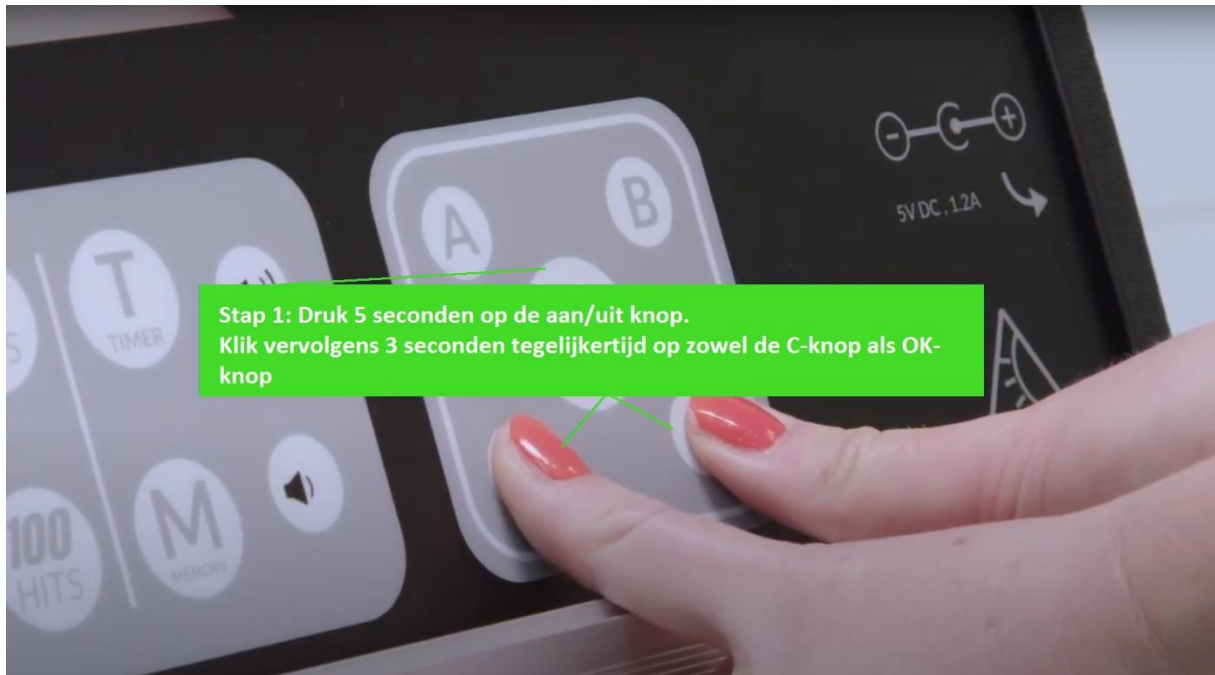 A
B
5V DC , 1.2A
T
TIMER
Stap 1: Druk 5 seconden op de aan/uit knop.
Klik vervolgens 3 seconden tegelijkertijd op zowel de C-knop als OK-
knop
S
M
MEMORY
100
HITS